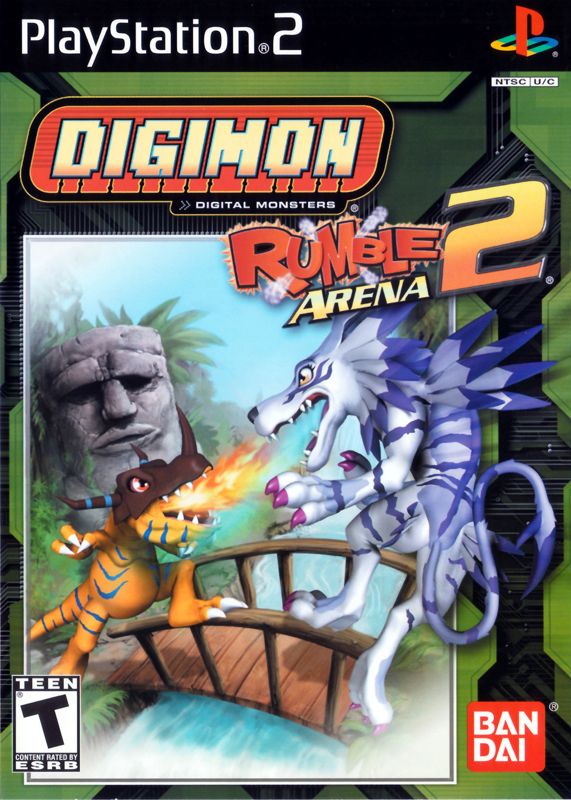 PlayStation®2
NTSC U/C
DIGIMON
DIGITAL MONSTERS ®
RUMBLE
ARENA 2 ®
TEEN
T ®
CONTENT RATED BY
ESRB
BAN
DAI ®